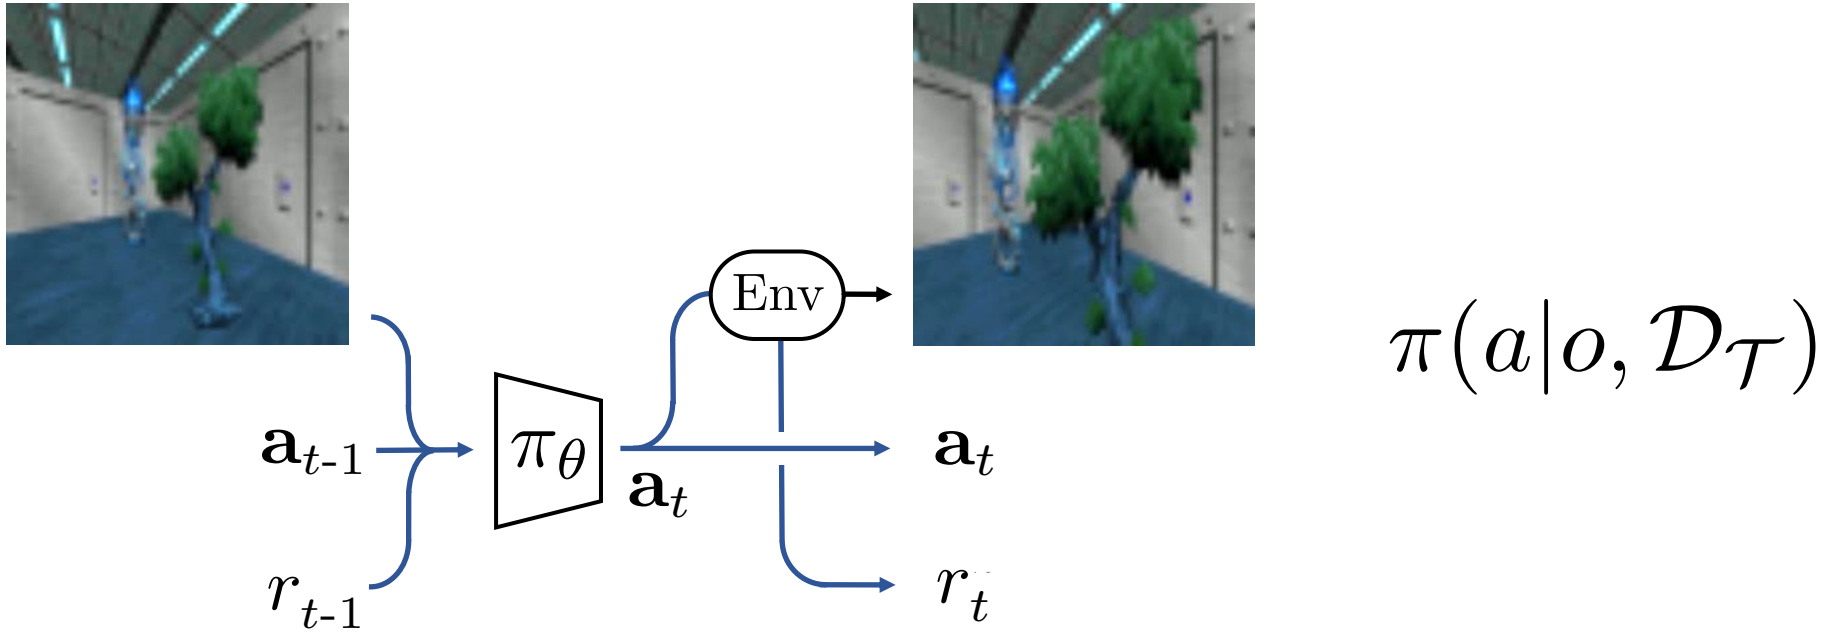 Env
π(a|o, 𝒟_𝒯)
a_{t-1}
π_θ
a_t
a_t
r_{t-1}
r_t